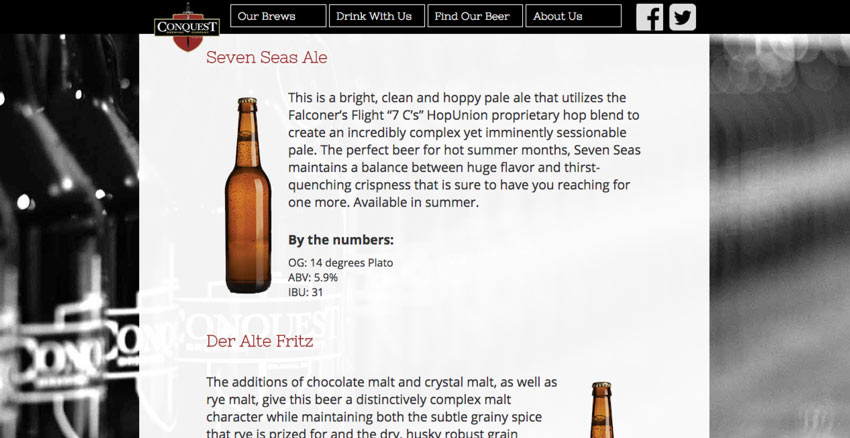 Our Brews
Drink With Us
Find Our Beer
About Us
CONQUEST
Seven Seas Ale
This is a bright, clean and hoppy pale ale that utilizes the
Falconer’s Flight “7 C’s” HopUnion proprietary hop blend to
create an incredibly complex yet imminently sessionable
pale. The perfect beer for hot summer months, Seven Seas
maintains a balance between huge flavor and thirst-
quenching crispness that is sure to have you reaching for
one more. Available in summer.
By the numbers:
OG: 14 degrees Plato
ABV: 5.9%
IBU: 31
CONQUEST
Der Alte Fritz
The additions of chocolate malt and crystal malt, as well as
rye malt, give this beer a distinctively complex malt
character while maintaining both the subtle grainy spice
that rye is prized for and the dry, husky robust grain